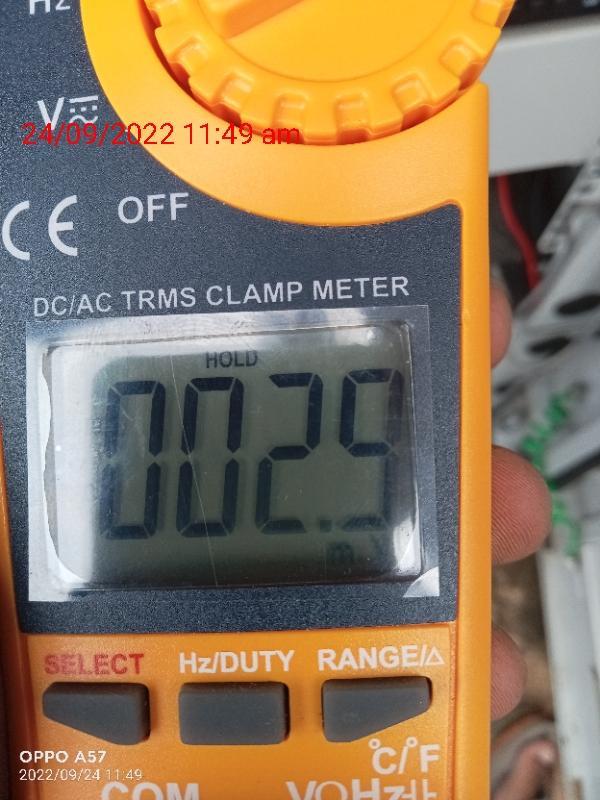 Hz
V
24/09/2022 11:49 am
CE OFF
DC/AC TRMS CLAMP METER
HOLD
002.9
SELECT Hz/DUTY RANGE/Δ
°C/°F
OPPO A57
2022/09/24 11:49
COM VΩHz